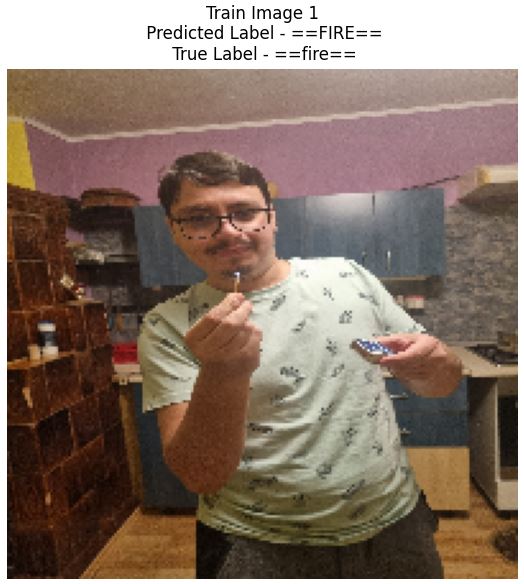 Train Image 1
Predicted Label - ==FIRE==
True Label - ==fire==